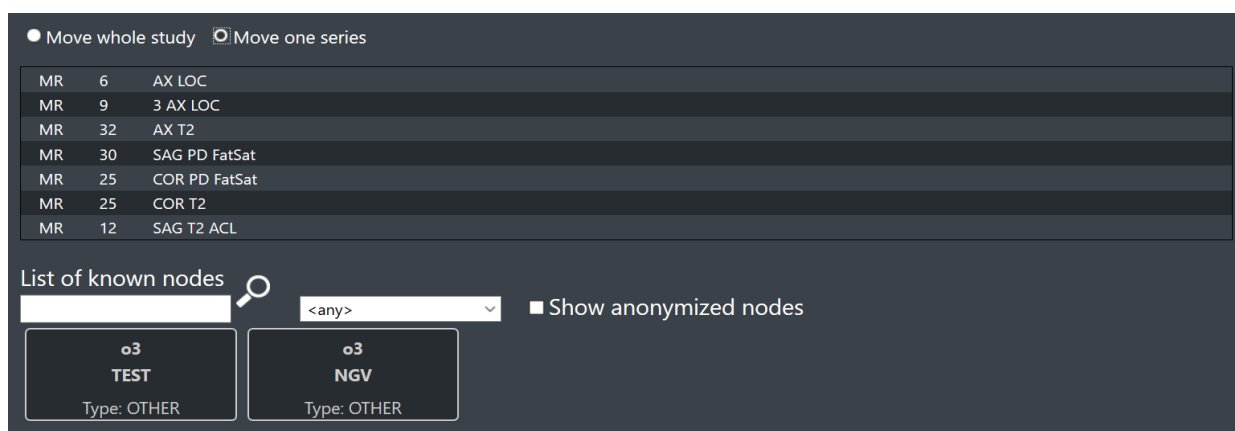 Move whole study Move one series
MR 6 AX LOC
MR 9 3 AX LOC
MR 32 AX T2
MR 30 SAG PD FatSat
MR 25 COR PD FatSat
MR 25 COR T2
MR 12 SAG T2 ACL
List of known nodes
<any> Show anonymized nodes
o3 o3
TEST NGV
Type: OTHER Type: OTHER